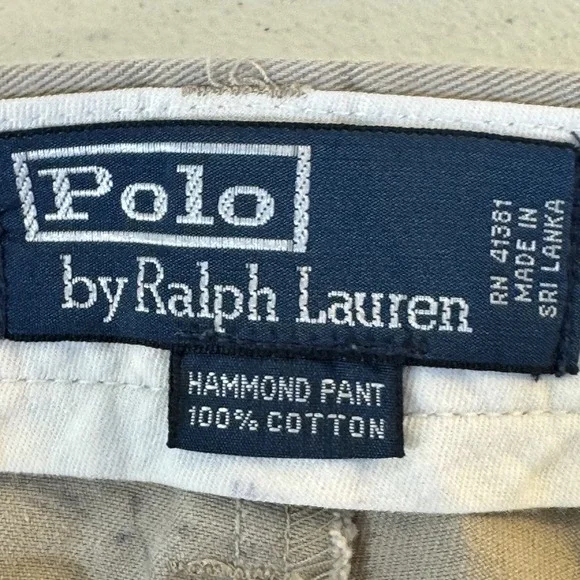 Polo
by Ralph Lauren
RN 41381
MADE IN
SRI LANKA
HAMMOND PANT
100% COTTON